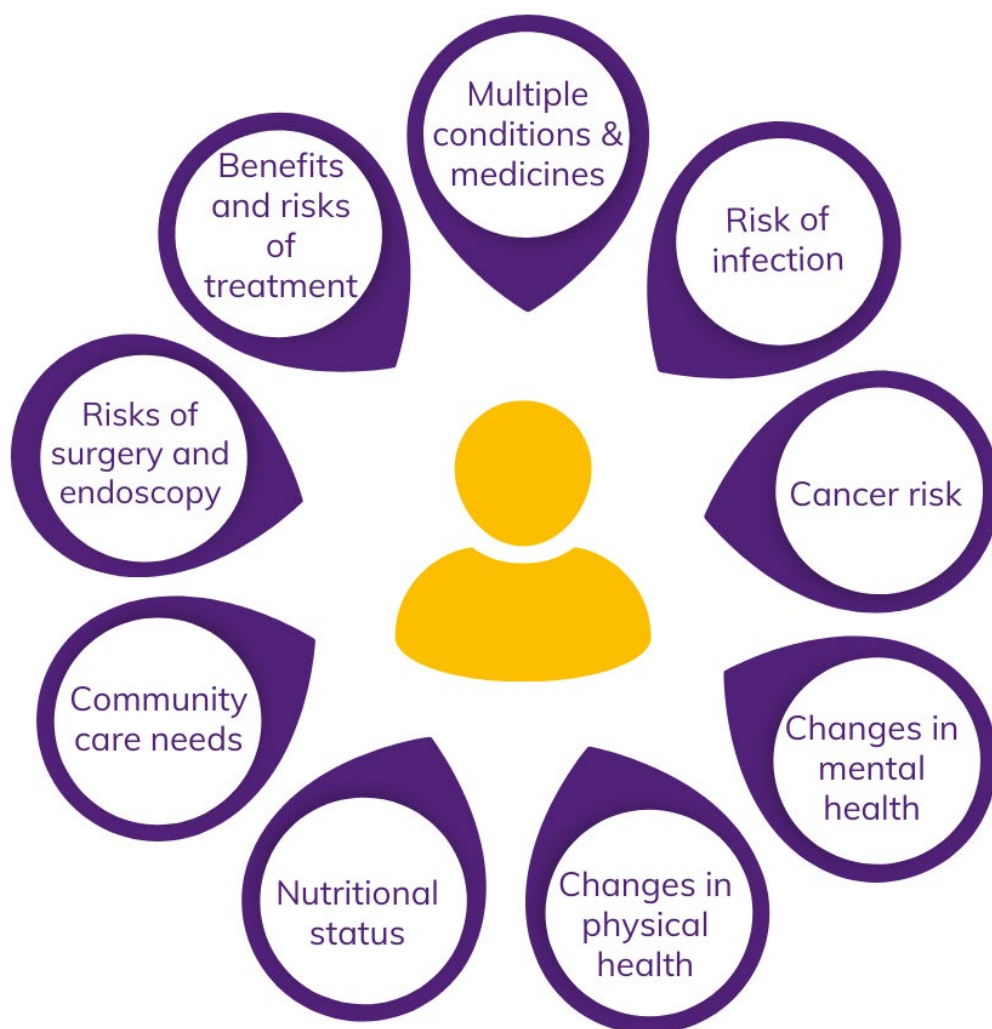 Multiple
conditions &
medicines
Risk of
infection
Cancer risk
Changes in
mental
health
Changes in
physical
health
Nutritional
status
Community
care needs
Risks of
surgery and
endoscopy
Benefits
and risks
of
treatment